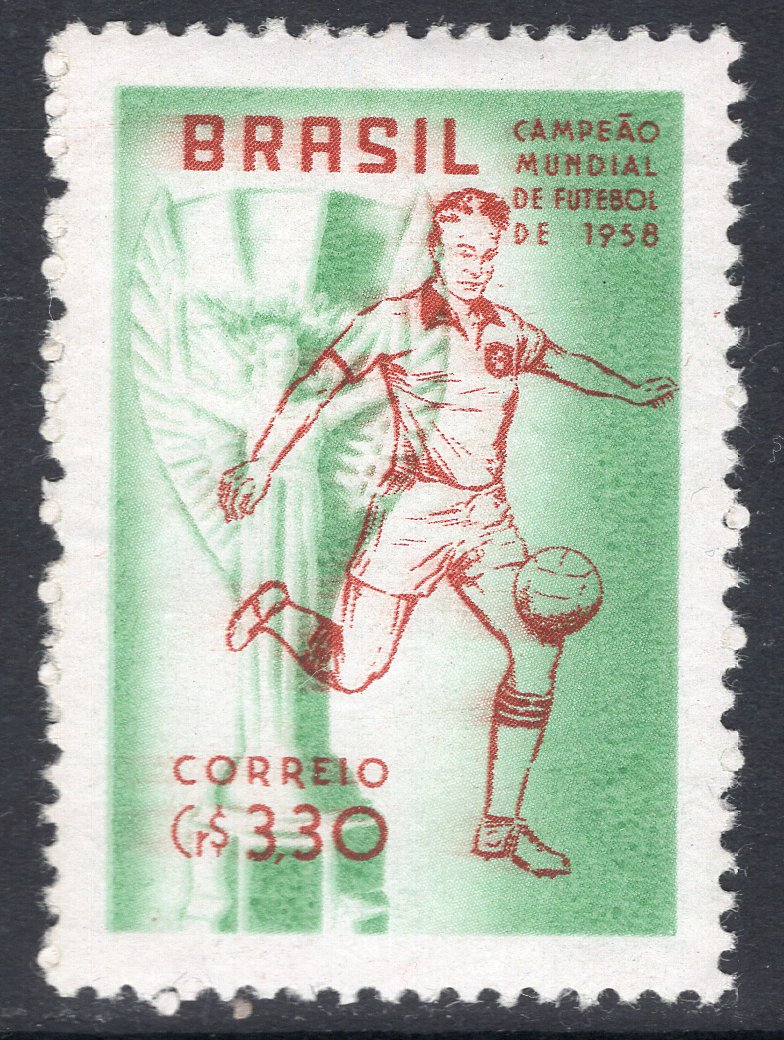 BRASIL
CAMPEÃO
MUNDIAL
DE FUTEBOL
DE 1958
CORREIO
Cr$ 3,30